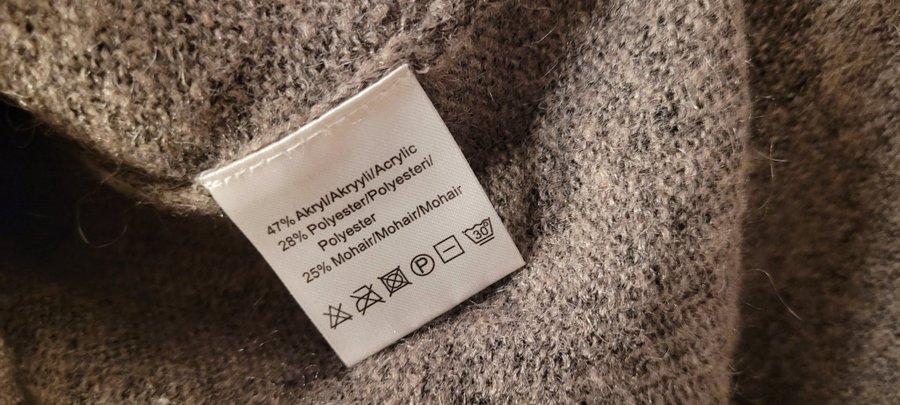 47% Akryl/Akryyli/Acrylic
28% Polyester/Polyesteri/
Polyester
25% Mohair/Mohair/Mohair
P 30